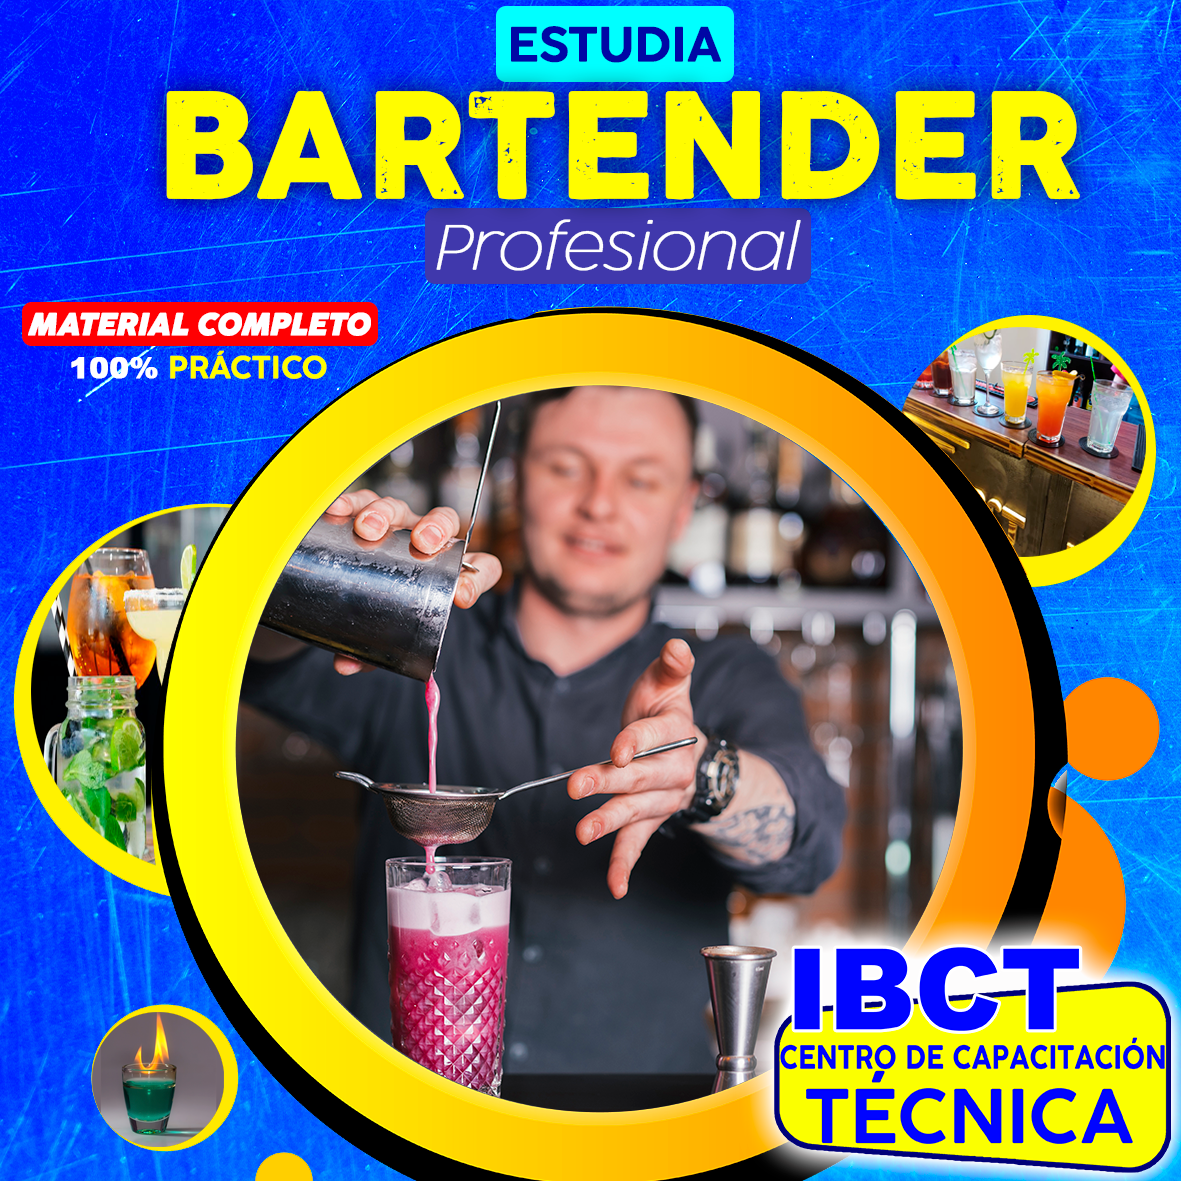 ESTUDIA
BARTENDER
Profesional
MATERIAL COMPLETO
100% PRÁCTICO
IBCT
CENTRO DE CAPACITACIÓN
TÉCNICA